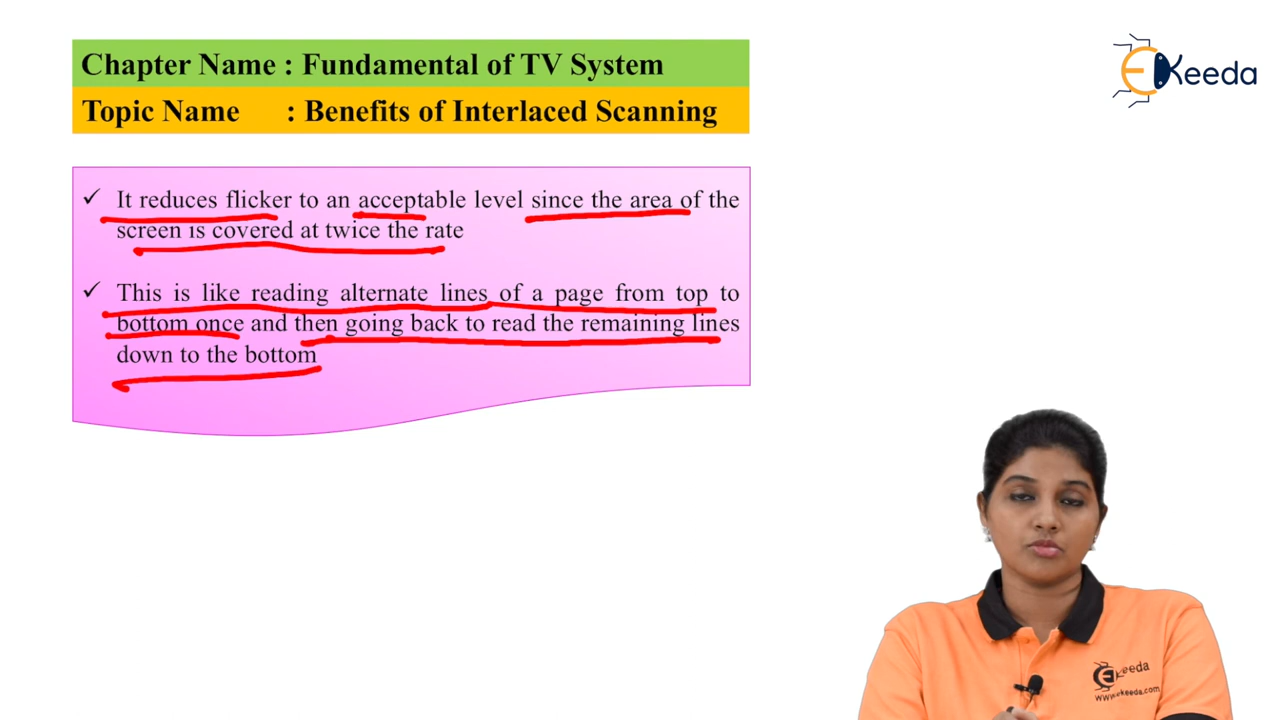 Chapter Name : Fundamental of TV System
Keeda
Topic Name : Benefits of Interlaced Scanning
✓ It reduces flicker to an acceptable level since the area of the
screen is covered at twice the rate
✓ This is like reading alternate lines of a page from top to
bottom once and then going back to read the remaining lines
down to the bottom
eeda
www.ekeeda.com